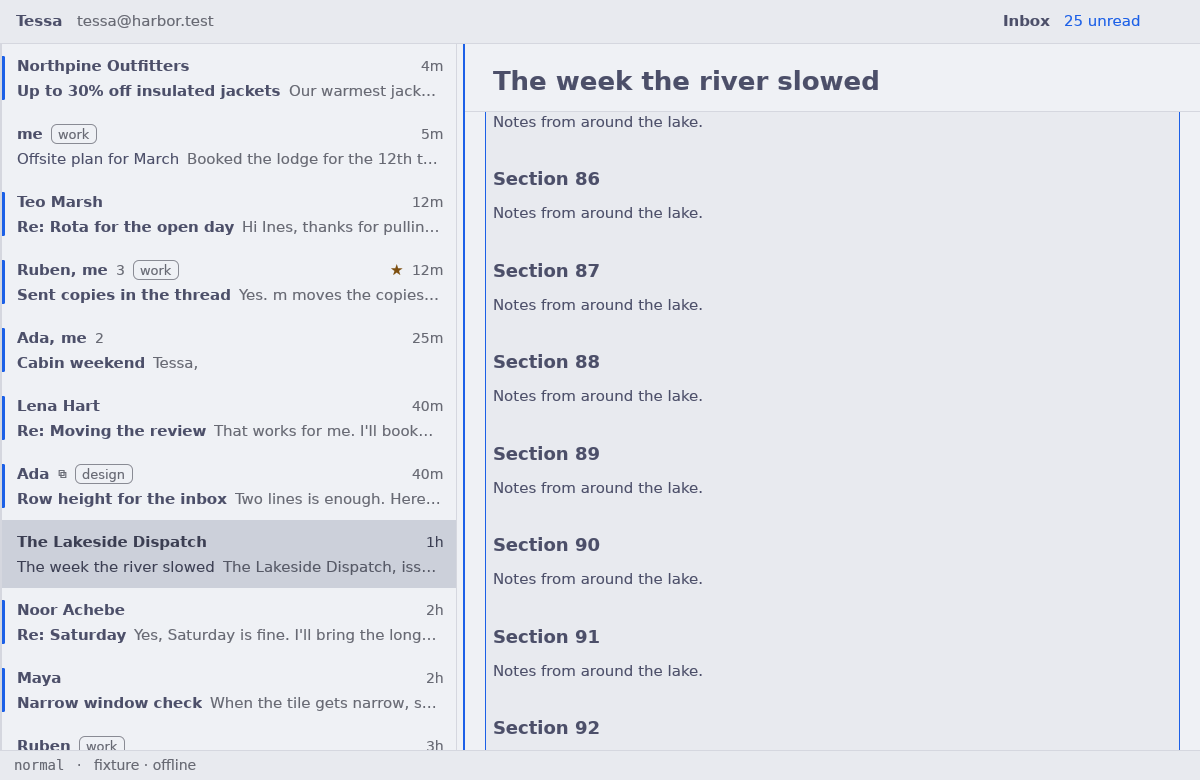 Tessa tessa@harbor.test
Inbox 25 unread
Northpine Outfitters 4m
Up to 30% off insulated jackets Our warmest jack…
me work 5m
Offsite plan for March Booked the lodge for the 12th t…
Teo Marsh 12m
Re: Rota for the open day Hi Ines, thanks for pullin…
Ruben, me 3 work ★ 12m
Sent copies in the thread Yes. m moves the copies…
Ada, me 2 25m
Cabin weekend Tessa,
Lena Hart 40m
Re: Moving the review That works for me. I'll book…
Ada ⧉ design 40m
Row height for the inbox Two lines is enough. Here…
The Lakeside Dispatch 1h
The week the river slowed The Lakeside Dispatch, iss…
Noor Achebe 2h
Re: Saturday Yes, Saturday is fine. I'll bring the long…
Maya 2h
Narrow window check When the tile gets narrow, s…
Ruben work 3h
The week the river slowed
Notes from around the lake.
Section 86
Notes from around the lake.
Section 87
Notes from around the lake.
Section 88
Notes from around the lake.
Section 89
Notes from around the lake.
Section 90
Notes from around the lake.
Section 91
Notes from around the lake.
Section 92
normal · fixture · offline